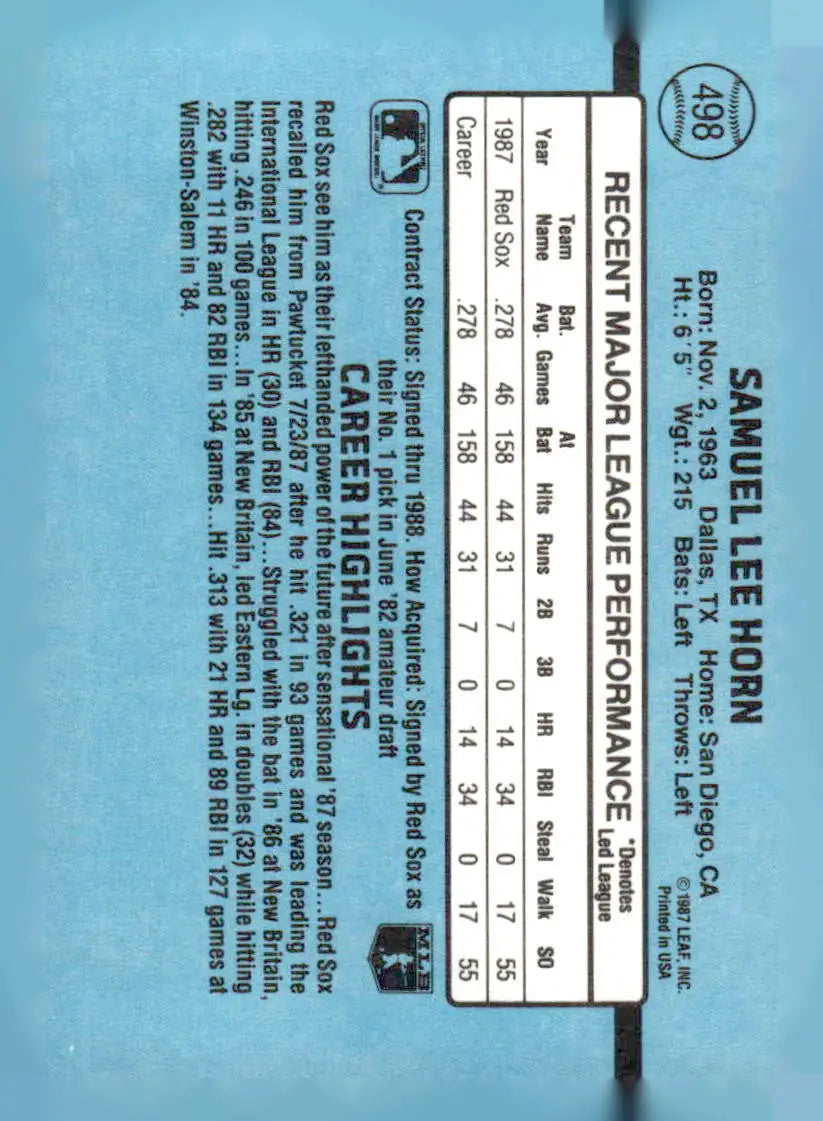 498
SAMUEL LEE HORN
Born: Nov. 2, 1963 Dallas, TX Home: San Diego, CA
Ht.: 6'5" Wgt.: 215 Bats: Left Throws: Left
©1987 LEAF, INC.
Printed in USA
RECENT MAJOR LEAGUE PERFORMANCE *Denotes Led League
Year Team Name Bat. Avg. Games At Bat Hits Runs 2B 3B HR RBI Steal Walk SO
1987 Red Sox .278 46 158 44 31 7 0 14 34 0 17 55
Career .278 46 158 44 31 7 0 14 34 0 17 55
Contract Status: Signed thru 1988. How Acquired: Signed by Red Sox as
their No. 1 pick in June '82 amateur draft
MLB
CAREER HIGHLIGHTS
Red Sox see him as their lefthanded power of the future after sensational '87 season...Red Sox
recalled him from Pawtucket 7/23/87 after he hit .321 in 93 games and was leading the
International League in HR (30) and RBI (84)...Struggled with the bat in '86 at New Britain,
hitting .246 in 100 games...In '85 at New Britain, led Eastern Lg. in doubles (32) while hitting
.282 with 11 HR and 82 RBI in 134 games...Hit .313 with 21 HR and 89 RBI in 127 games at
Winston-Salem in '84.